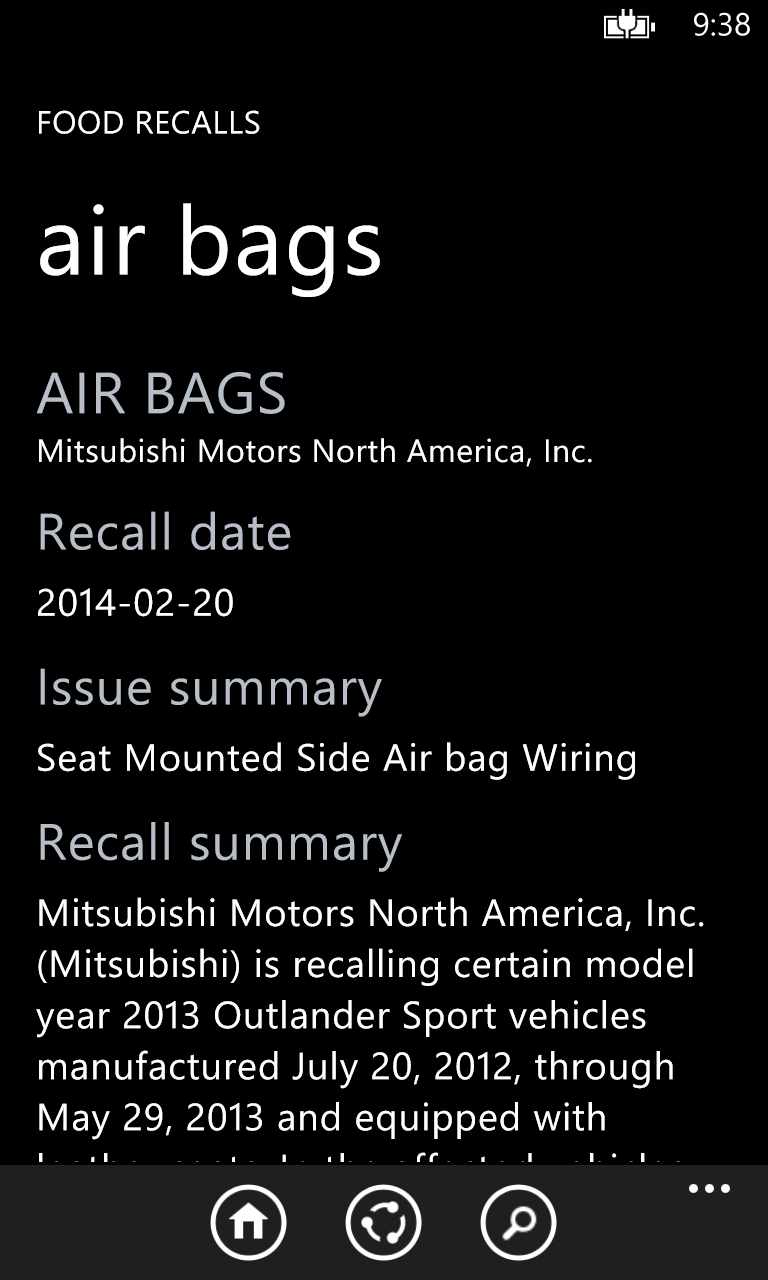 9:38
FOOD RECALLS
air bags
AIR BAGS
Mitsubishi Motors North America, Inc.
Recall date
2014-02-20
Issue summary
Seat Mounted Side Air bag Wiring
Recall summary
Mitsubishi Motors North America, Inc.
(Mitsubishi) is recalling certain model
year 2013 Outlander Sport vehicles
manufactured July 20, 2012, through
May 29, 2013 and equipped with